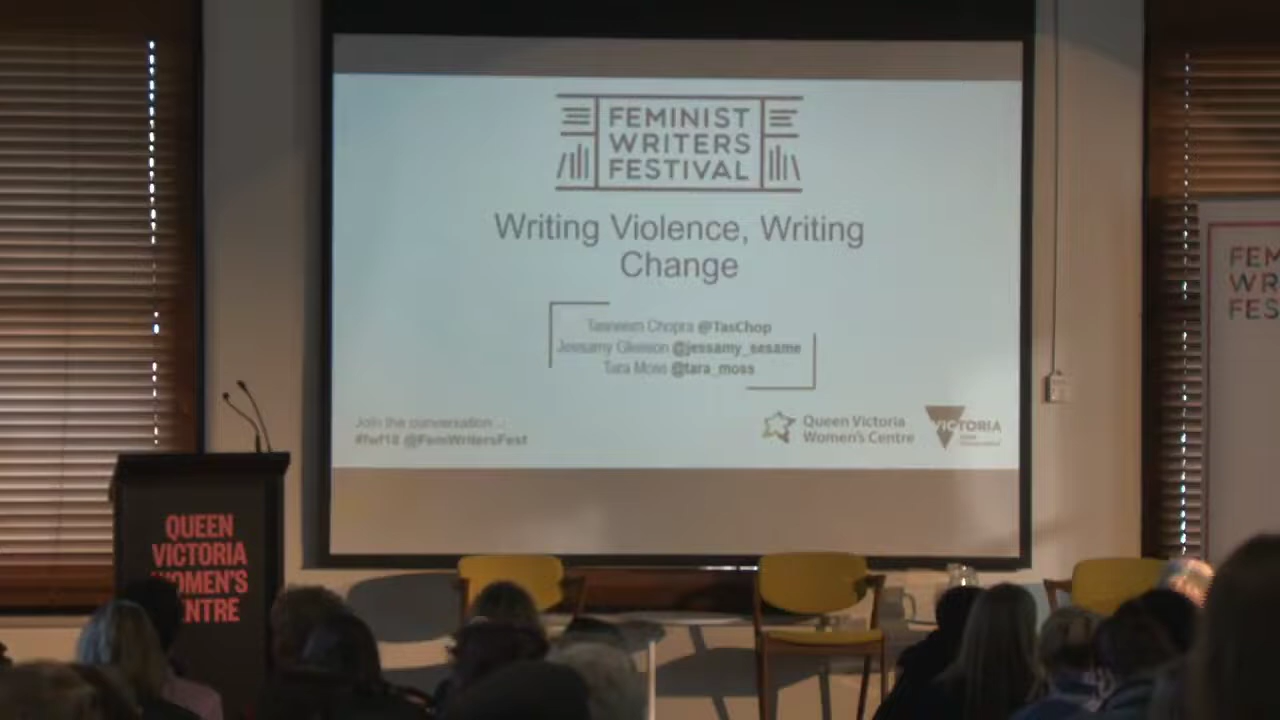 FEMINIST
WRITERS
FESTIVAL
Writing Violence, Writing
Change
Tasneem Chopra @TasChop
Jessamy Gleeson @jessamy_sesame
Tara Moss @tara_moss
Join the conversation
#fwf18 @FemWritersFest
Queen Victoria
Women's Centre
VICTORIA
QUEEN
VICTORIA
WOMEN'S
ENTRE
FEM
WR
FES